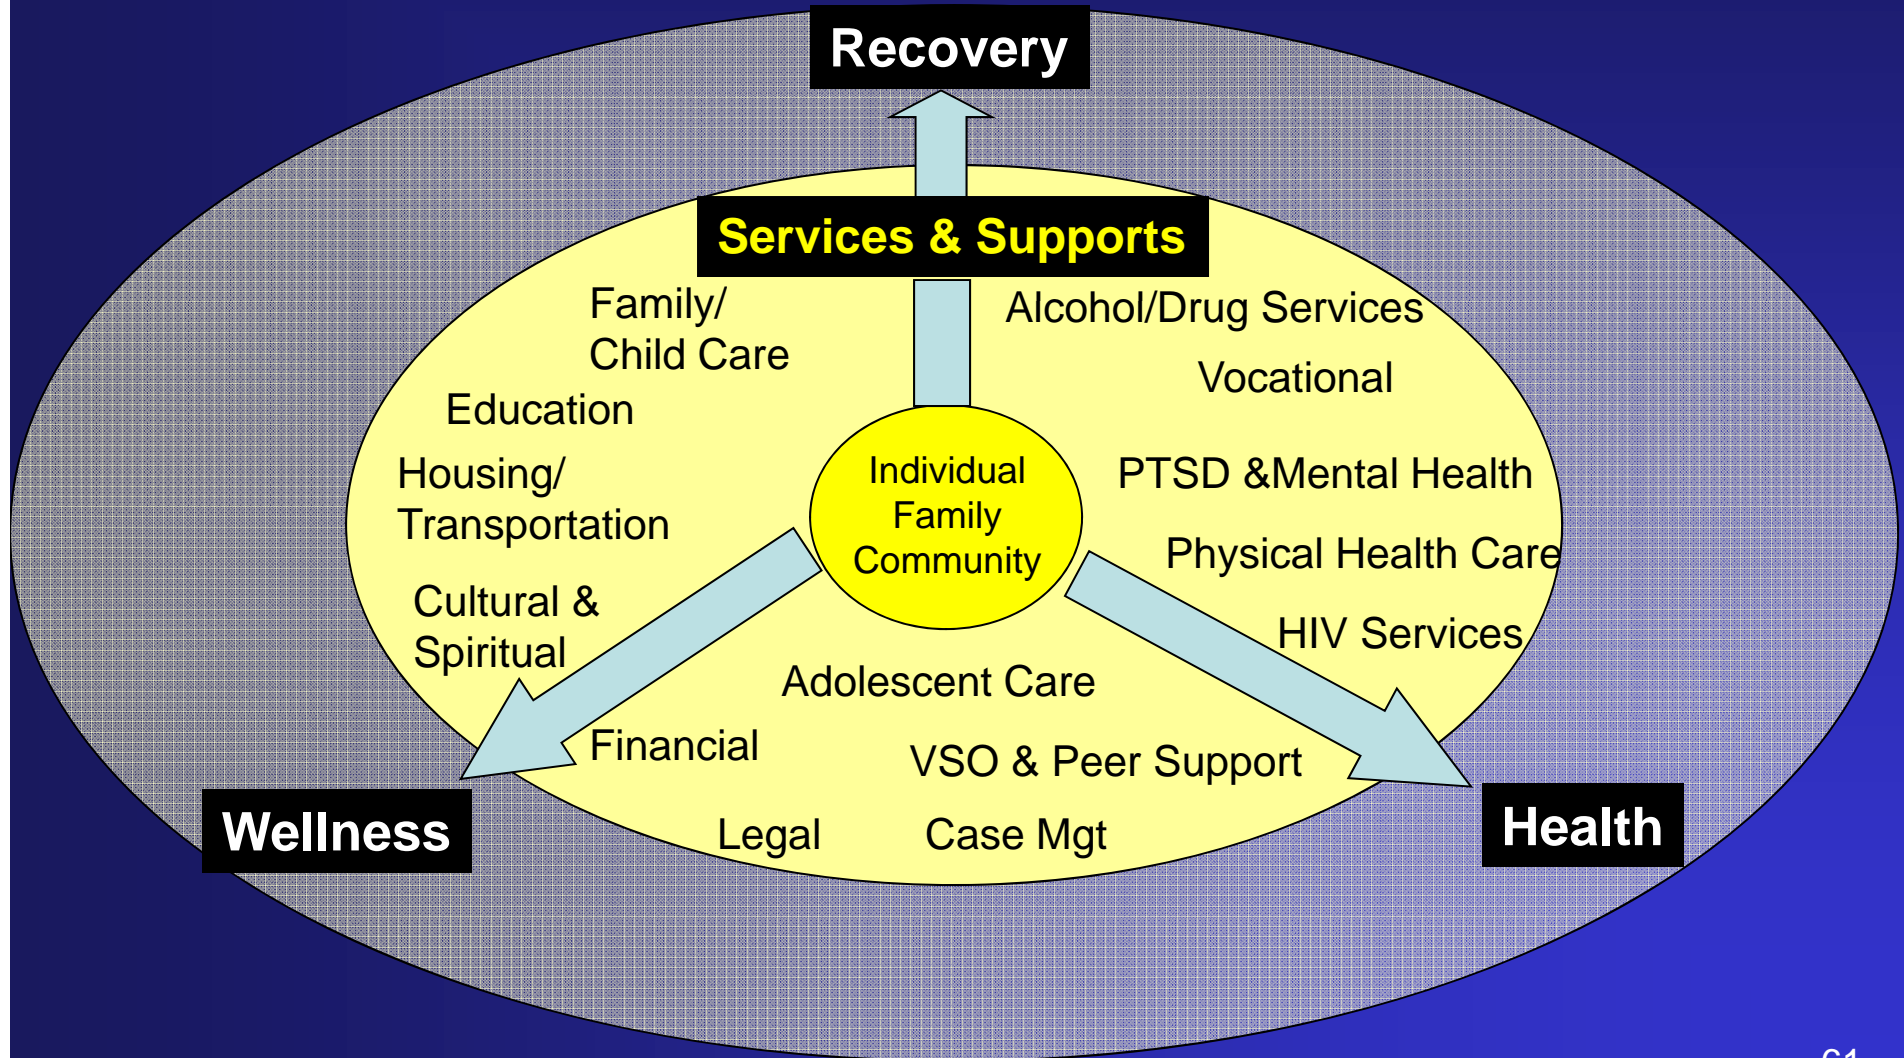 Recovery
Services & Supports
Family/
Child Care
Alcohol/Drug Services
Vocational
Education
Housing/
Transportation
Individual
Family
Community
PTSD &Mental Health
Physical Health Care
Cultural &
Spiritual
HIV Services
Adolescent Care
Financial
VSO & Peer Support
Legal
Case Mgt
Wellness
Health
61